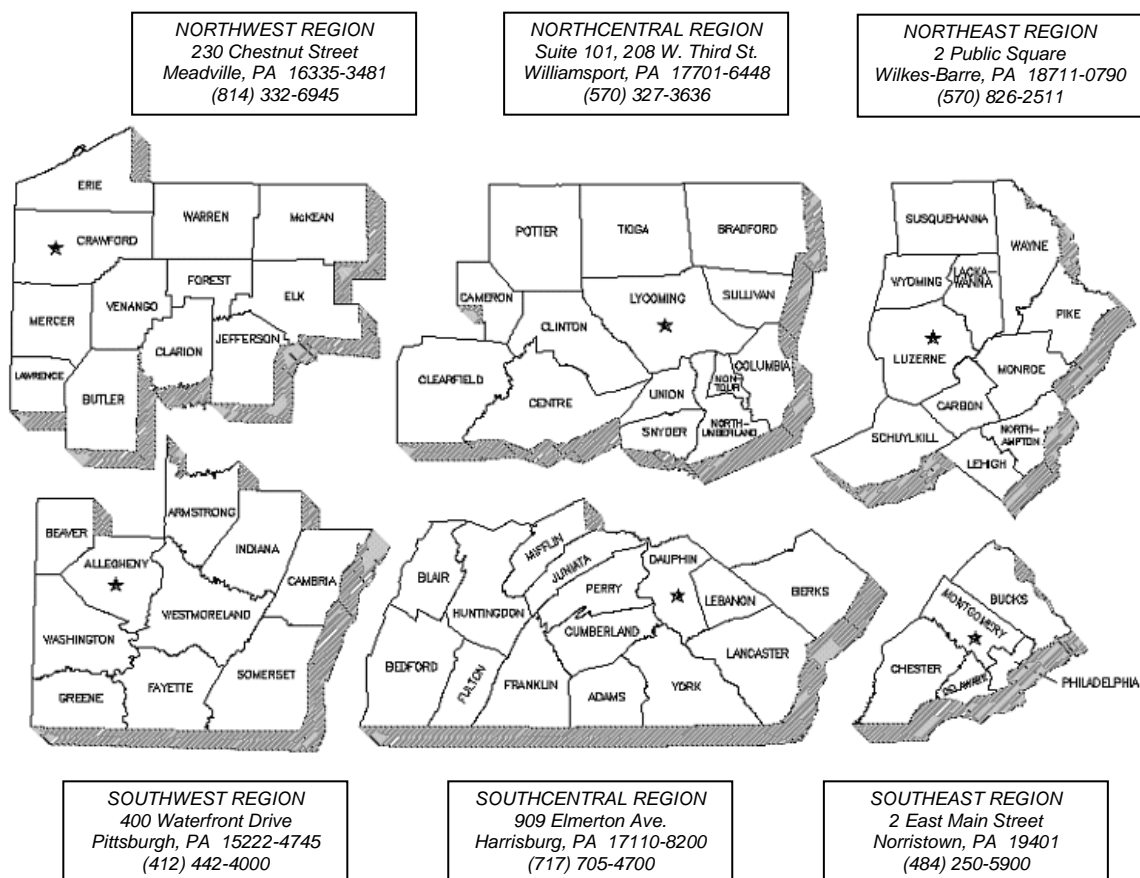 NORTHWEST REGION
230 Chestnut Street
Meadville, PA 16335-3481
(814) 332-6945
NORTHCENTRAL REGION
Suite 101, 208 W. Third St.
Williamsport, PA 17701-6448
(570) 327-3636
NORTHEAST REGION
2 Public Square
Wilkes-Barre, PA 18711-0790
(570) 826-2511
ERIE
WARREN
McKEAN
CRAWFORD
FOREST
ELK
VENANGO
MERCER
JEFFERSON
CLARION
LAWRENCE
BUTLER
POTTER
TIOGA
BRADFORD
CAMERON
LYCOMING
SULLIVAN
CLINTON
CLEARFIELD
COLUMBIA
MON-
TOUR
UNION
CENTRE
NORTH-
UMBERLAND
SNYDER
SUSQUEHANNA
WAYNE
WYOMING
LACKA-
WANNA
PIKE
LUZERNE
MONROE
CARBON
SCHUYLKILL
NORTH-
AMPTON
LEHIGH
ARMSTRONG
BEAVER
INDIANA
ALLEGHENY
CAMBRIA
WESTMORELAND
WASHINGTON
SOMERSET
FAYETTE
GREENE
MIFFLIN
JUNIATA
DAUPHIN
BLAIR
PERRY
BERKS
LEBANON
HUNTINGDON
CUMBERLAND
LANCASTER
BEDFORD
FULTON
FRANKLIN
ADAMS
YORK
BUCKS
MONTGOMERY
CHESTER
DELAWARE
PHILADELPHIA
SOUTHWEST REGION
400 Waterfront Drive
Pittsburgh, PA 15222-4745
(412) 442-4000
SOUTHCENTRAL REGION
909 Elmerton Ave.
Harrisburg, PA 17110-8200
(717) 705-4700
SOUTHEAST REGION
2 East Main Street
Norristown, PA 19401
(484) 250-5900